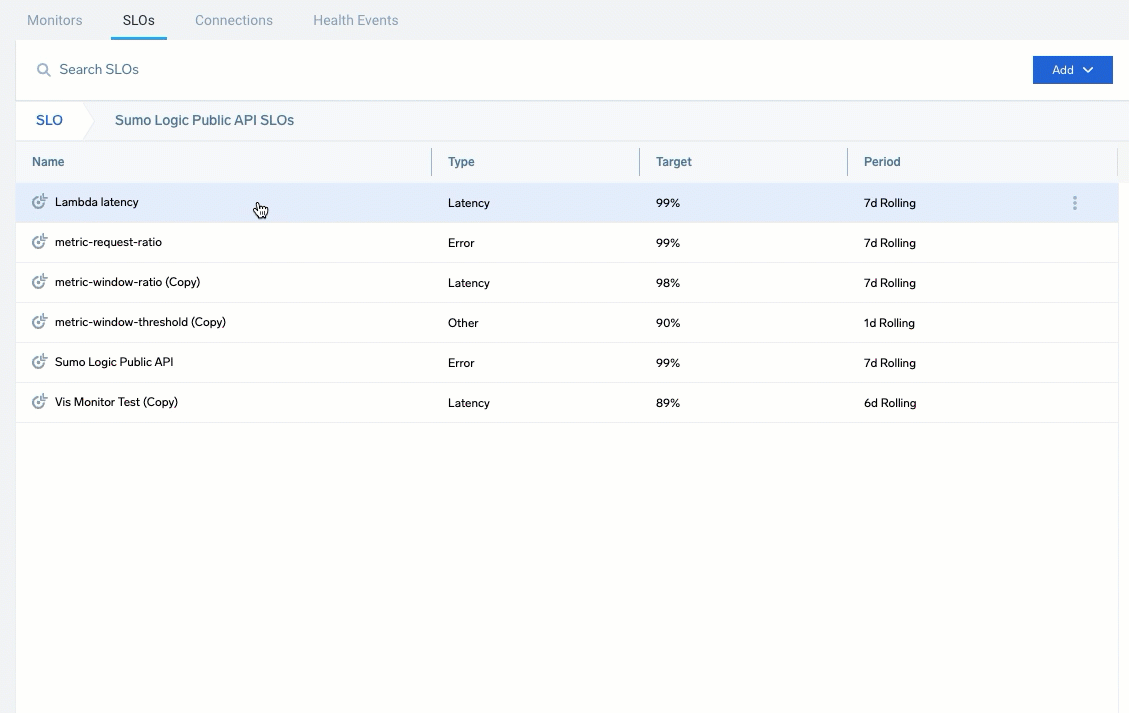 Monitors SLOs Connections Health Events
Search SLOs Add
SLO Sumo Logic Public API SLOs
Name Type Target Period
Lambda latency Latency 99% 7d Rolling
metric-request-ratio Error 99% 7d Rolling
metric-window-ratio (Copy) Latency 98% 7d Rolling
metric-window-threshold (Copy) Other 90% 1d Rolling
Sumo Logic Public API Error 99% 7d Rolling
Vis Monitor Test (Copy) Latency 89% 6d Rolling